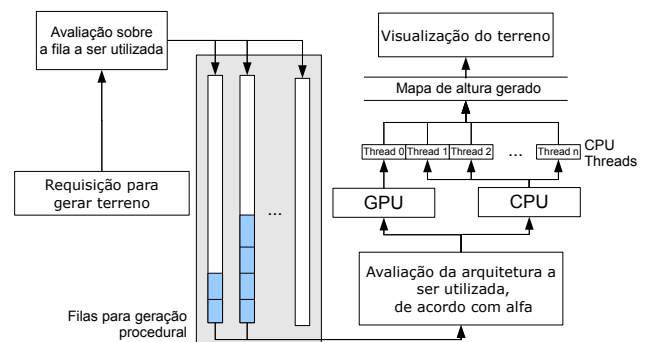 Avaliação sobre
a fila a ser utilizada
Requisição para
gerar terreno
...
Filas para geração
procedural
Visualização do terreno
Mapa de altura gerado
Thread 0
Thread 1
Thread 2
...
Thread n
CPU
Threads
GPU
CPU
Avaliação da arquitetura a
ser utilizada,
de acordo com alfa